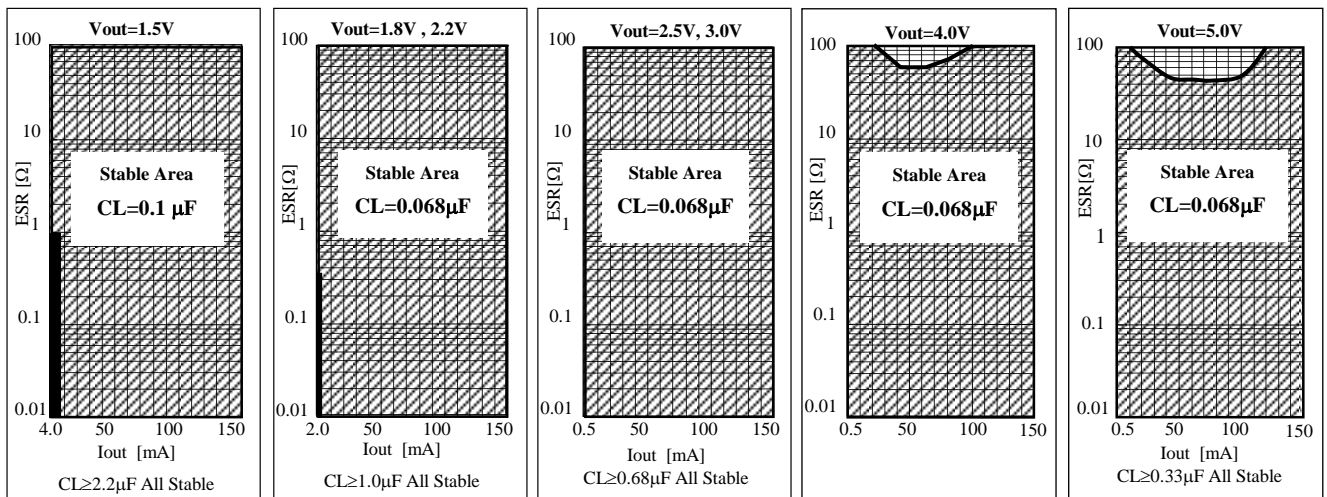 Vout=1.5V
100
10
1
0.1
0.01
ESR [Ω]
Stable Area
CL=0.1 μF
4.0 50 100 150
Iout [mA]
CL≥2.2μF All Stable
Vout=1.8V , 2.2V
100
10
1
0.1
0.01
ESR[Ω]
Stable Area
CL=0.068μF
2.0 50 100 150
Iout [mA]
CL≥1.0μF All Stable
Vout=2.5V, 3.0V
100
10
1
0.1
0.01
ESR [Ω]
Stable Area
CL=0.068μF
0.5 50 100 150
Iout [mA]
CL≥0.68μF All Stable
Vout=4.0V
100
10
1
0.1
0.01
ESR [Ω]
Stable Area
CL=0.068μF
0.5 50 100 150
Iout [mA]
Vout=5.0V
100
10
1
0.1
0.01
ESR [Ω]
Stable Area
CL=0.068μF
0.5 50 100 150
Iout [mA]
CL≥0.33μF All Stable